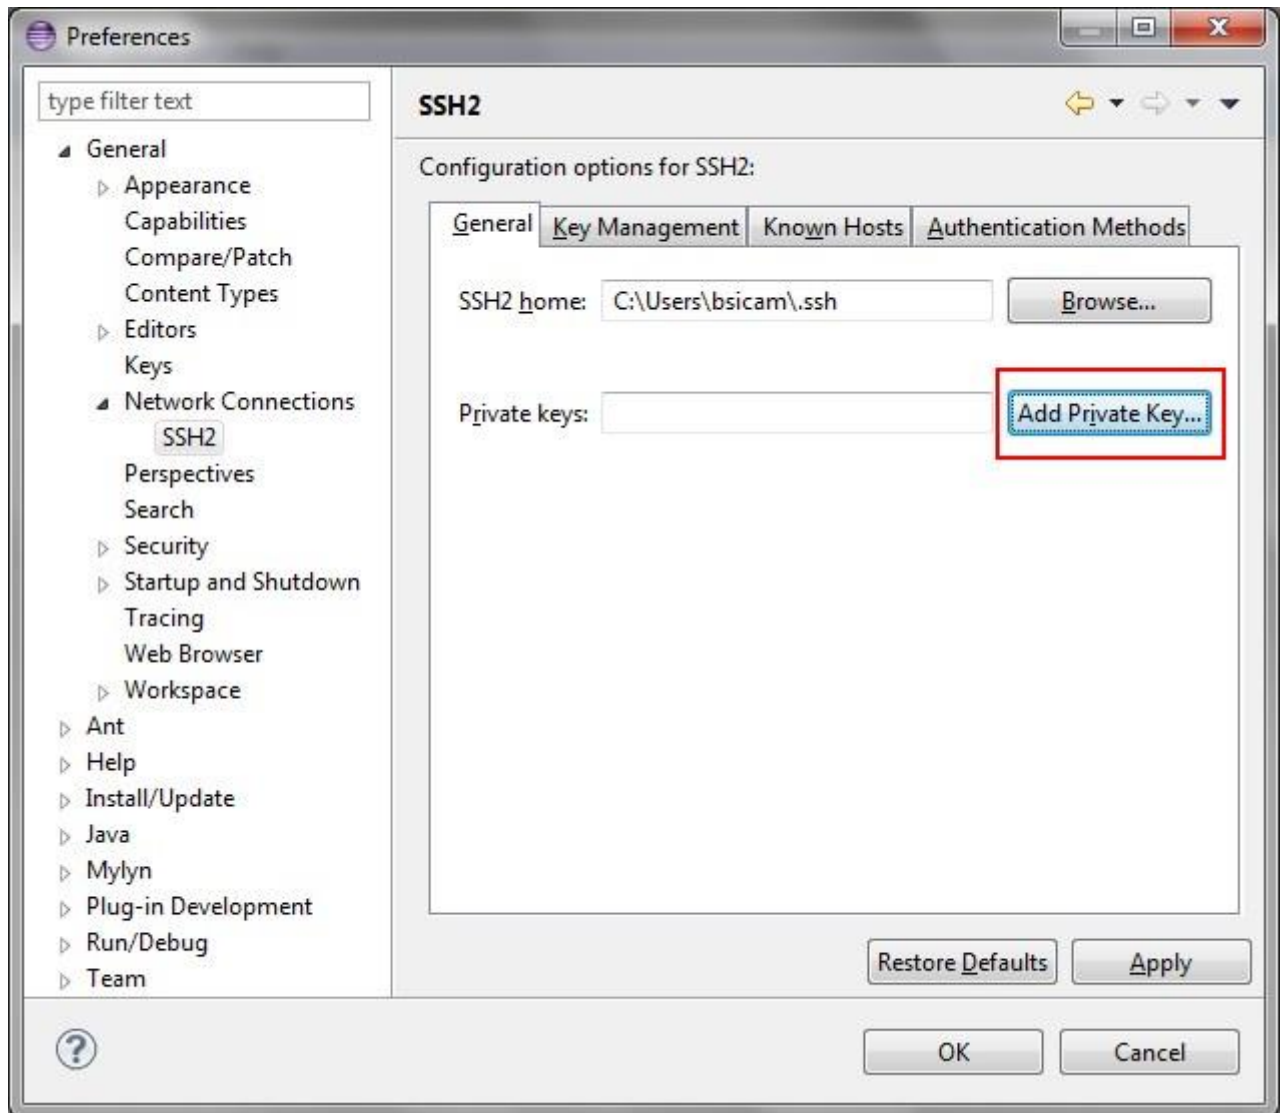 Preferences
type filter text
General
Appearance
Capabilities
Compare/Patch
Content Types
Editors
Keys
Network Connections
SSH2
Perspectives
Search
Security
Startup and Shutdown
Tracing
Web Browser
Workspace
Ant
Help
Install/Update
Java
Mylyn
Plug-in Development
Run/Debug
Team
SSH2
Configuration options for SSH2:
General Key Management Known Hosts Authentication Methods
SSH2 home: C:\Users\bsicam\.ssh Browse...
Private keys: Add Private Key...
Restore Defaults Apply
OK Cancel